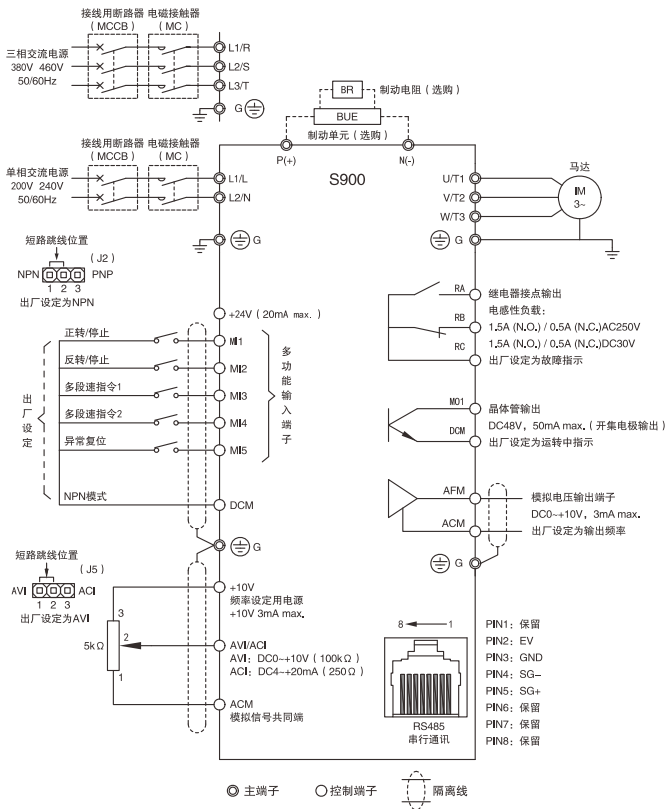 接线用断路器 电磁接触器
（MCCB） （MC）
三相交流电源
380V 460V
50/60Hz
L1/R
L2/S
L3/T
G
BR
制动电阻（选购）
BUE
制动单元（选购）
P(+)
N(-)
接线用断路器 电磁接触器
（MCCB） （MC）
单相交流电源
200V 240V
50/60Hz
L1/L
L2/N
G
S900
U/T1
V/T2
W/T3
G
马达
IM
3~
短路跳线位置
（J2）
NPN
PNP
1 2 3
出厂设定为NPN
+24V（20mA max.）
正转/停止
MI1
反转/停止
MI2
多段速指令1
MI3
多段速指令2
MI4
异常复位
MI5
NPN模式
DCM
出厂设定
多功能输入端子
G
RA
RB
RC
继电器接点输出
电感性负载：
1.5A (N.O.) / 0.5A (N.C.)AC250V
1.5A (N.O.) / 0.5A (N.C.)DC30V
出厂设定为故障指示
MO1
DCM
晶体管输出
DC48V，50mA max.（开集电极输出）
出厂设定为运转中指示
AFM
ACM
模拟电压输出端子
DC0~+10V，3mA max.
出厂设定为输出频率
G
短路跳线位置
（J5）
AVI
ACI
1 2 3
出厂设定为AVI
3
5kΩ
2
1
+10V
频率设定用电源
+10V 3mA max.
AVI/ACI
AVI：DC0~+10V（100kΩ）
ACI：DC4~+20mA（250Ω）
ACM
模拟信号共同端
8
1
RS485
串行通讯
PIN1：保留
PIN2：EV
PIN3：GND
PIN4：SG−
PIN5：SG+
PIN6：保留
PIN7：保留
PIN8：保留
主端子
控制端子
隔离线